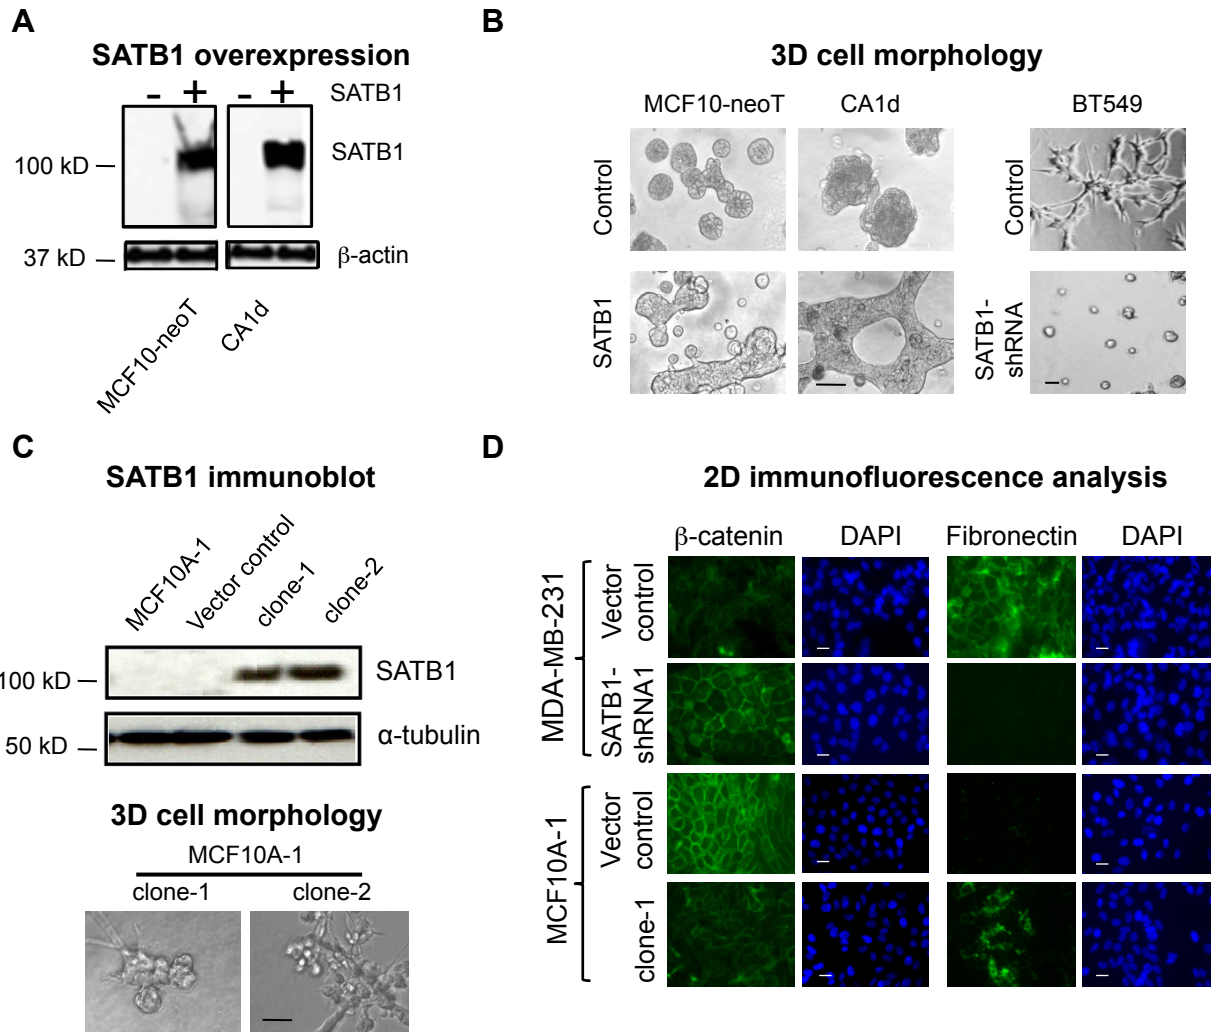 A
SATB1 overexpression
- + - + SATB1
SATB1
100 kD
37 kD
β-actin
MCF10-neoT
CA1d
B
3D cell morphology
MCF10-neoT CA1d BT549
Control
Control
SATB1
SATB1-
shRNA
C
SATB1 immunoblot
MCF10A-1
Vector control
clone-1
clone-2
100 kD
SATB1
50 kD
α-tubulin
3D cell morphology
MCF10A-1
clone-1 clone-2
D
2D immunofluorescence analysis
β-catenin DAPI Fibronectin DAPI
MDA-MB-231
Vector
control
SATB1-
shRNA1
MCF10A-1
Vector
control
clone-1